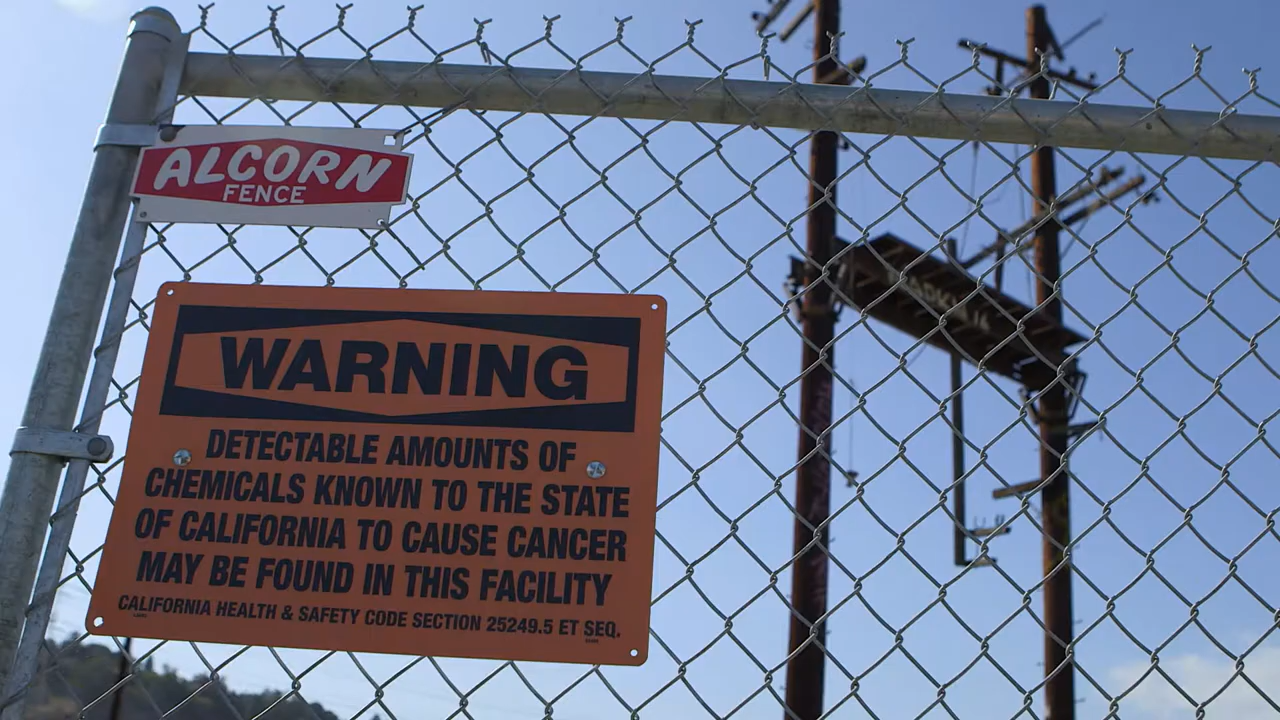 ALCORN
FENCE
WARNING
DETECTABLE AMOUNTS OF
CHEMICALS KNOWN TO THE STATE
OF CALIFORNIA TO CAUSE CANCER
MAY BE FOUND IN THIS FACILITY
CALIFORNIA HEALTH & SAFETY CODE SECTION 25249.5 ET SEQ.